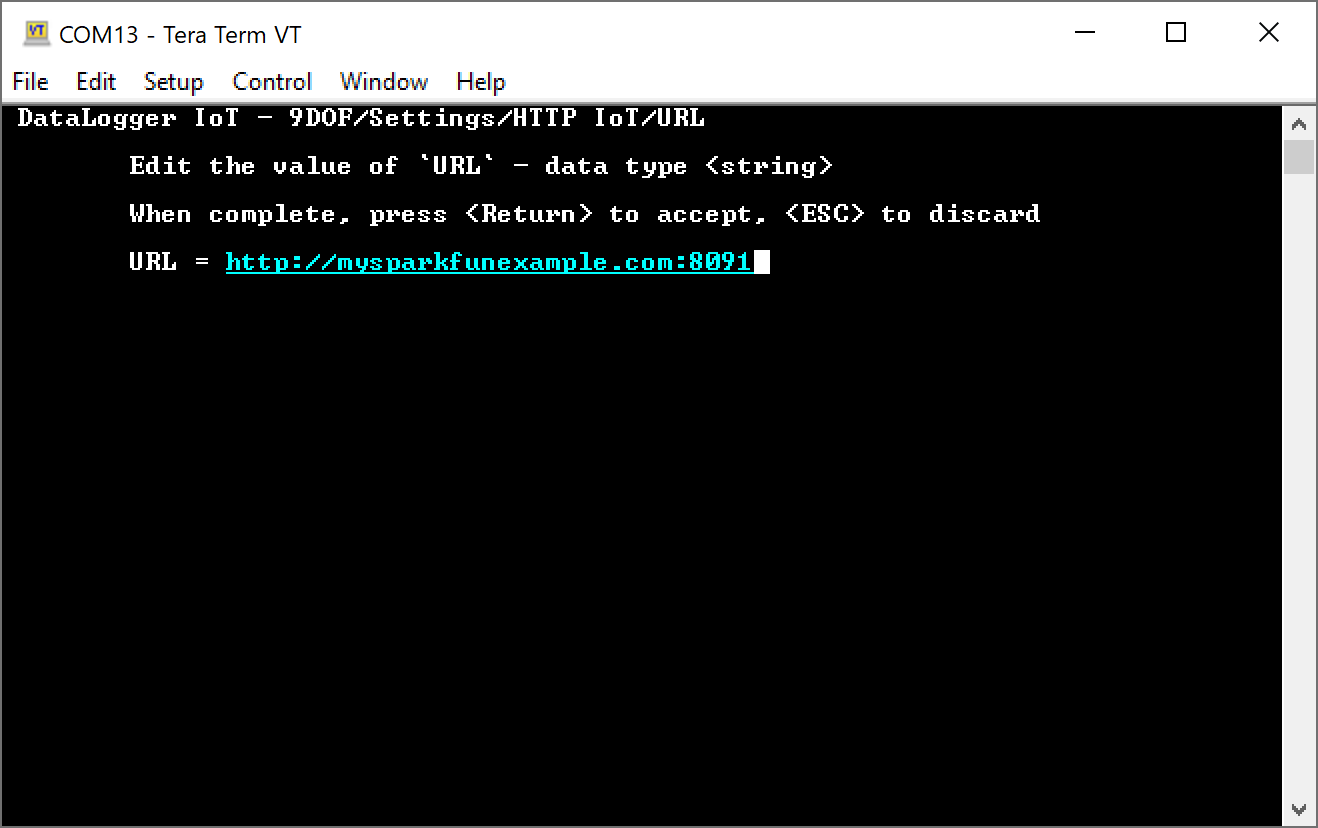 VT
COM13 - Tera Term VT
File Edit Setup Control Window Help
DataLogger IoT - 9DOF/Settings/HTTP IoT/URL
Edit the value of `URL` - data type <string>
When complete, press <Return> to accept, <ESC> to discard
URL = http://mysparkfunexample.com:8091